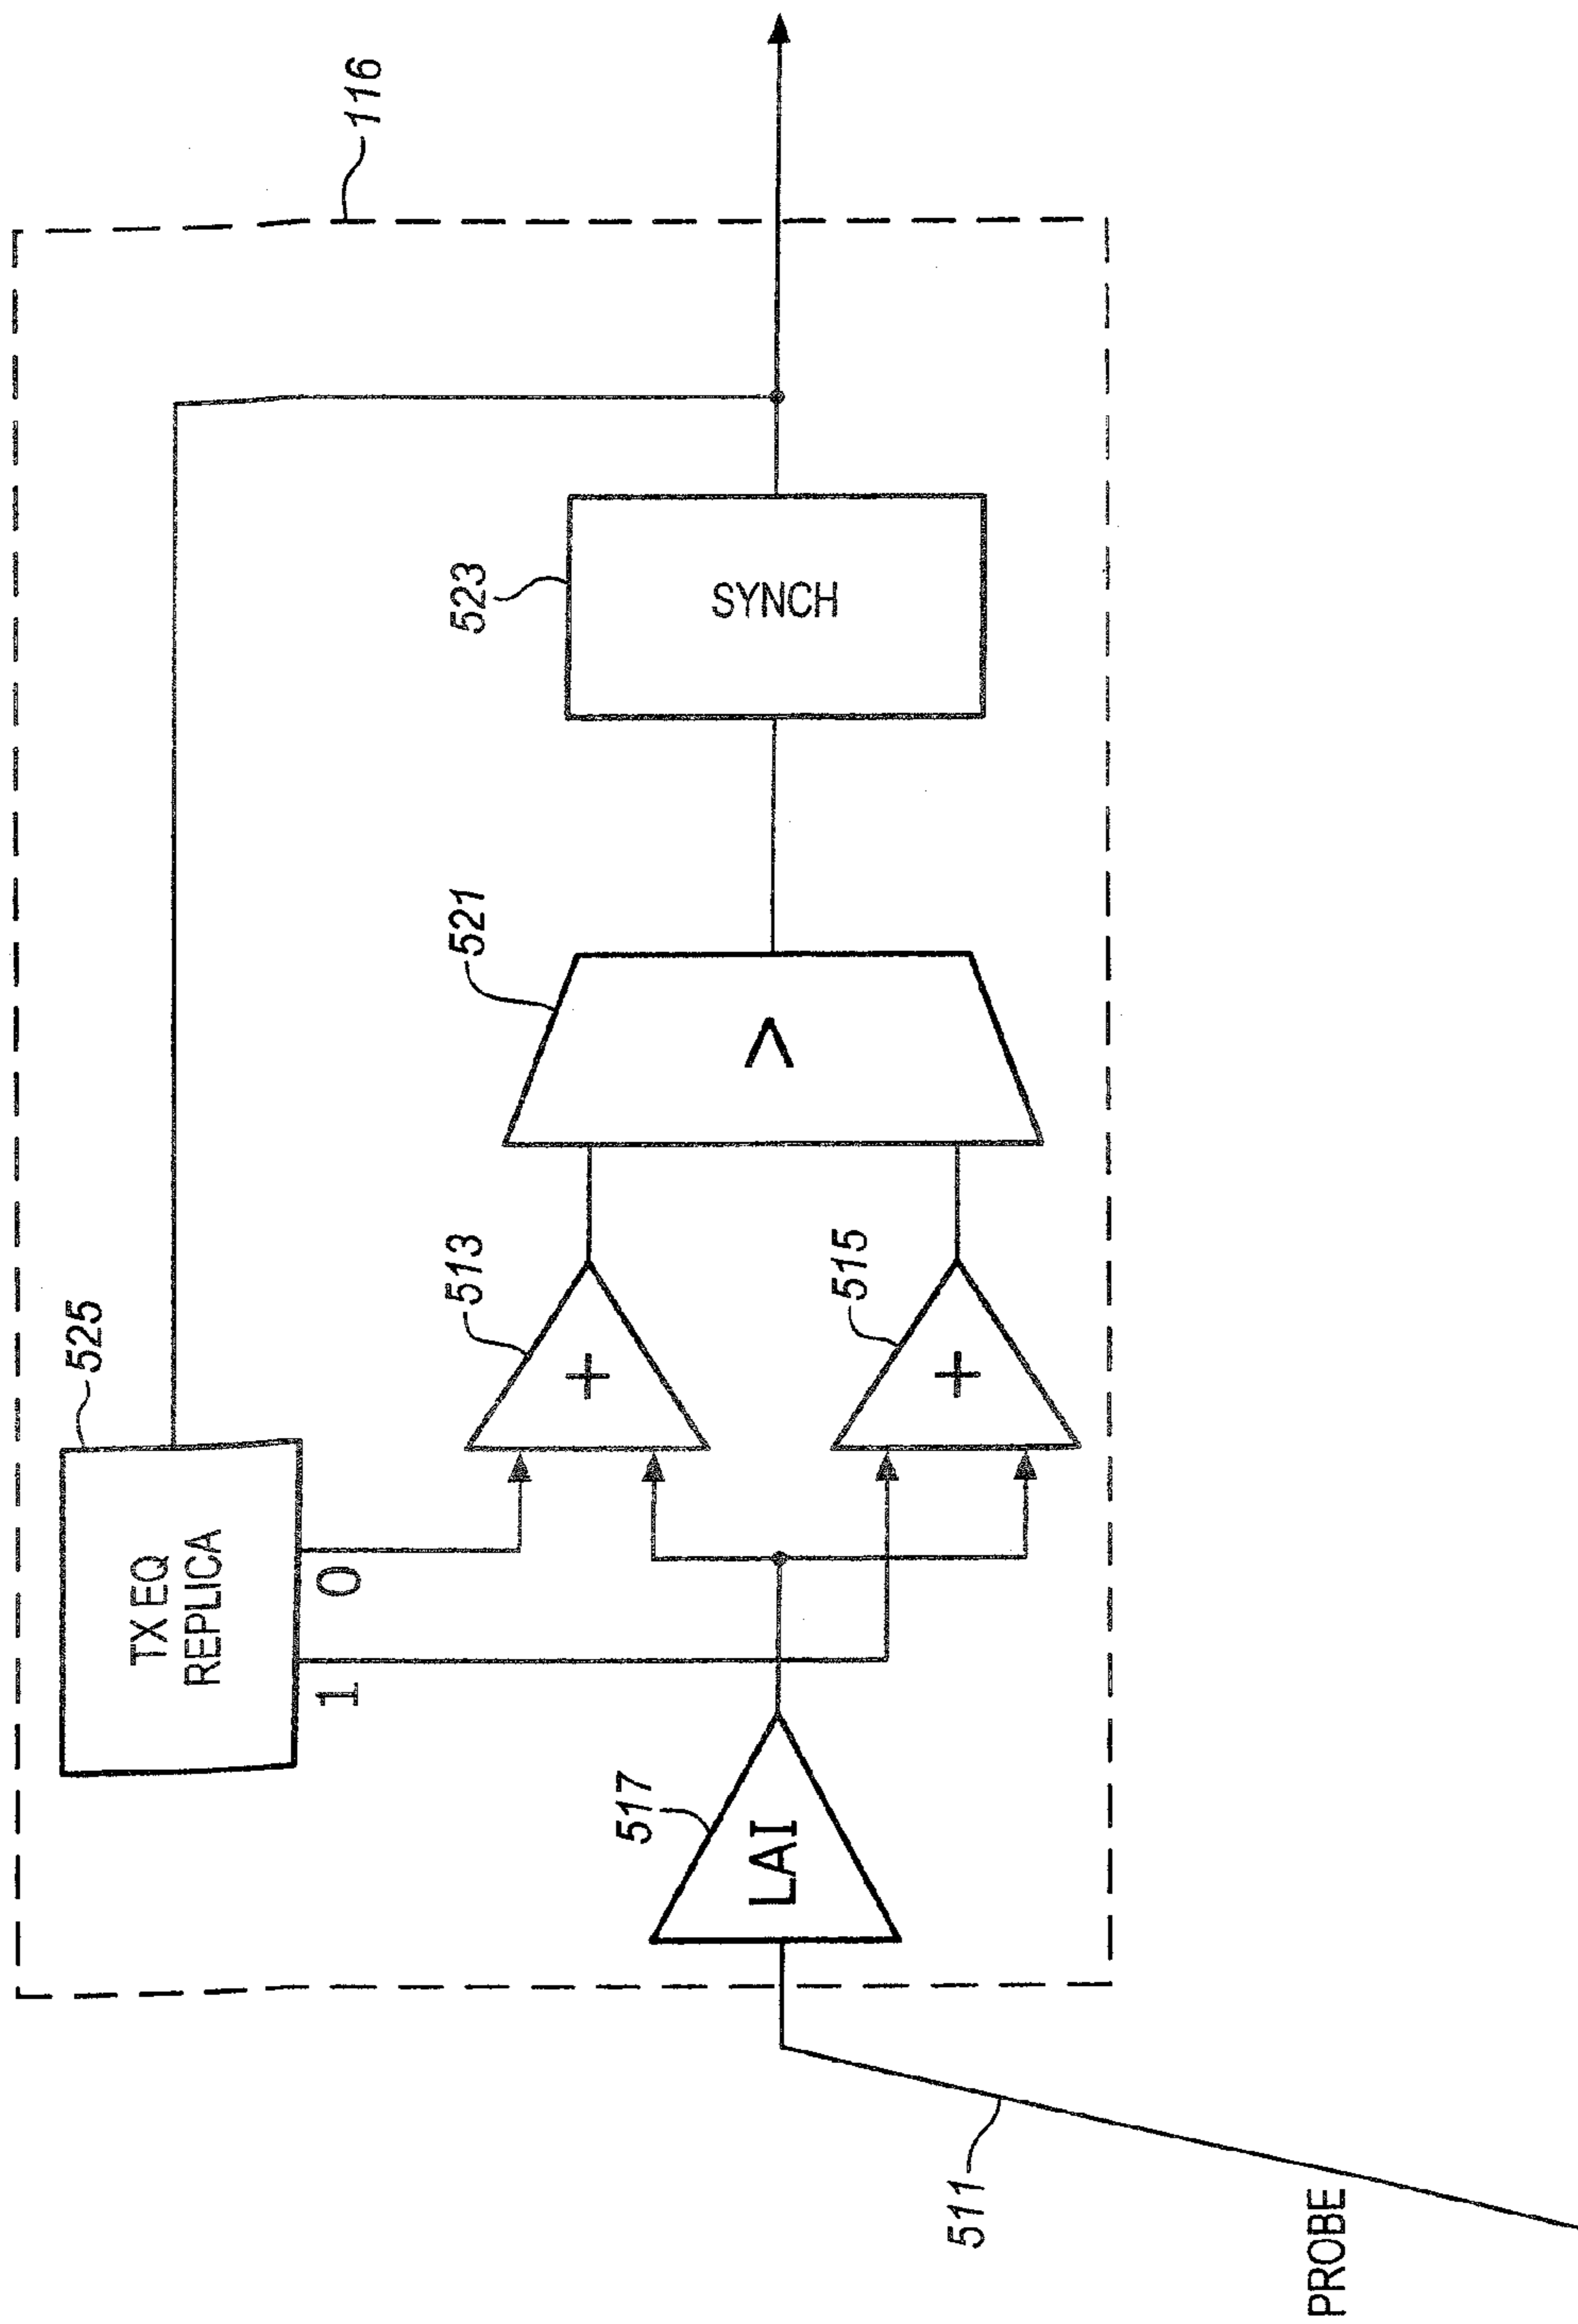 525
116
TX EQ
REPLICA
1
0
513
521
523
+
517
LAI
>
SYNCH
515
+
511
PROBE